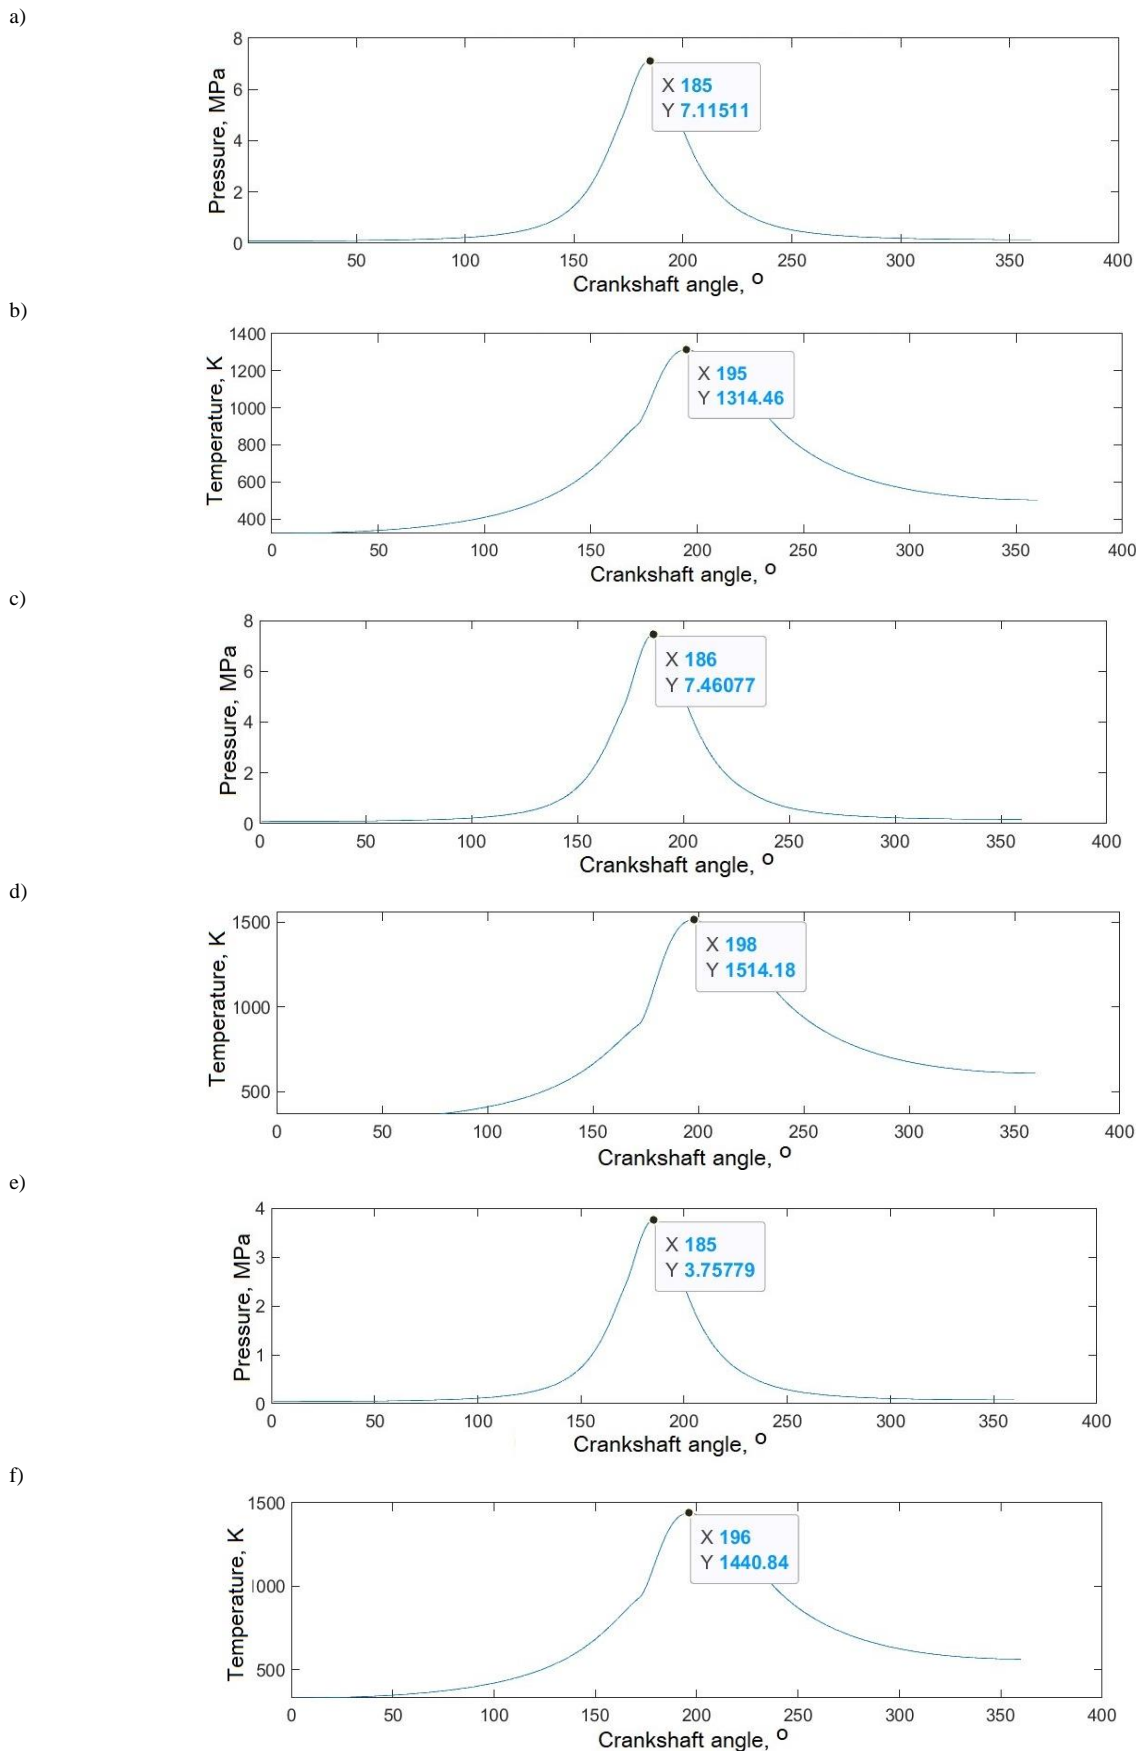 a)
8
6
4
2
0
Pressure, MPa
X 185
Y 7.11511
50 100 150 200 250 300 350 400
Crankshaft angle, °
b)
1400
1200
1000
800
600
400
Temperature, K
X 195
Y 1314.46
0 50 100 150 200 250 300 350 400
Crankshaft angle, °
c)
8
6
4
2
0
Pressure, MPa
X 186
Y 7.46077
0 50 100 150 200 250 300 350 400
Crankshaft angle, °
d)
1500
1000
500
Temperature, K
X 198
Y 1514.18
0 50 100 150 200 250 300 350 400
Crankshaft angle, °
e)
4
3
2
1
0
Pressure, MPa
X 185
Y 3.75779
0 50 100 150 200 250 300 350 400
Crankshaft angle, °
f)
1500
1000
500
Temperature, K
X 196
Y 1440.84
0 50 100 150 200 250 300 350 400
Crankshaft angle, °